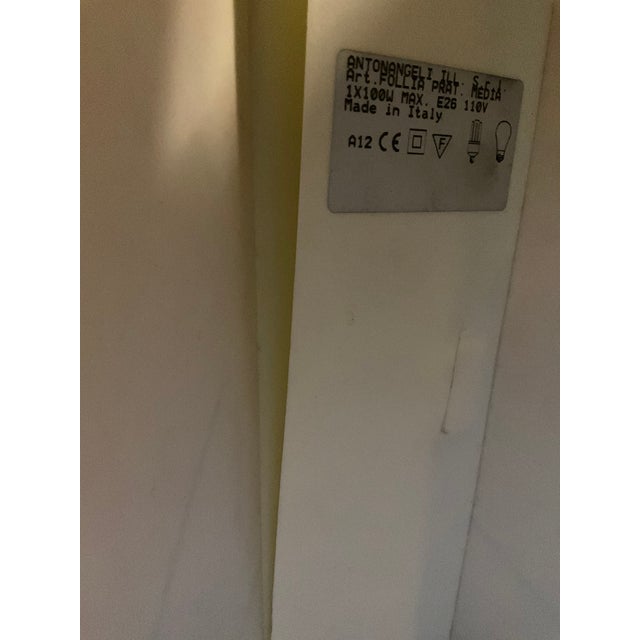 ANTONANGELI ILL. S.r.l.
Art.FOLLIA PRAT. MEDIA
1X100W MAX. E26 110V
Made in Italy
A12 CE F